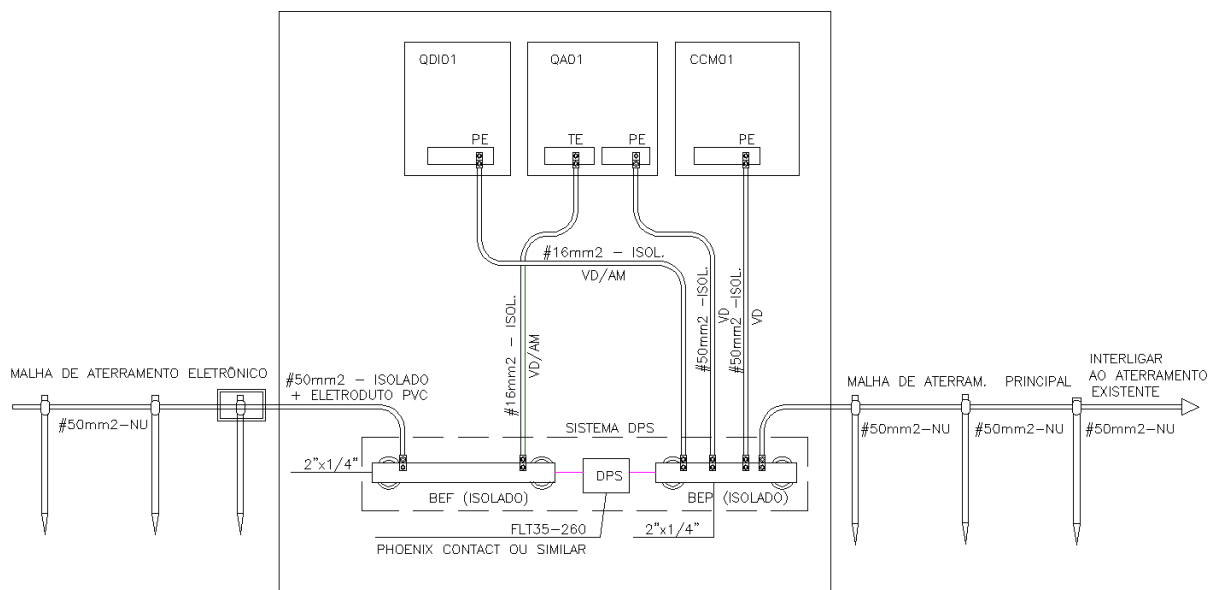 QDI01
QA01
CCM01
PE
TE
PE
PE
#16mm2 - ISOL.
VD/AM
#16mm2 - ISOL.
VD/AM
#50mm2 -ISOL.
VD
#50mm2 -ISOL.
VD
MALHA DE ATERRAMENTO ELETRÔNICO
#50mm2-NU
#50mm2 - ISOLADO
+ ELETRODUTO PVC
MALHA DE ATERRAM. PRINCIPAL
INTERLIGAR
AO ATERRAMENTO
EXISTENTE
#50mm2-NU
#50mm2-NU
#50mm2-NU
SISTEMA DPS
2"x1/4"
BEF (ISOLADO)
DPS
BEP (ISOLADO)
FLT35-260
PHOENIX CONTACT OU SIMILAR
2"x1/4"